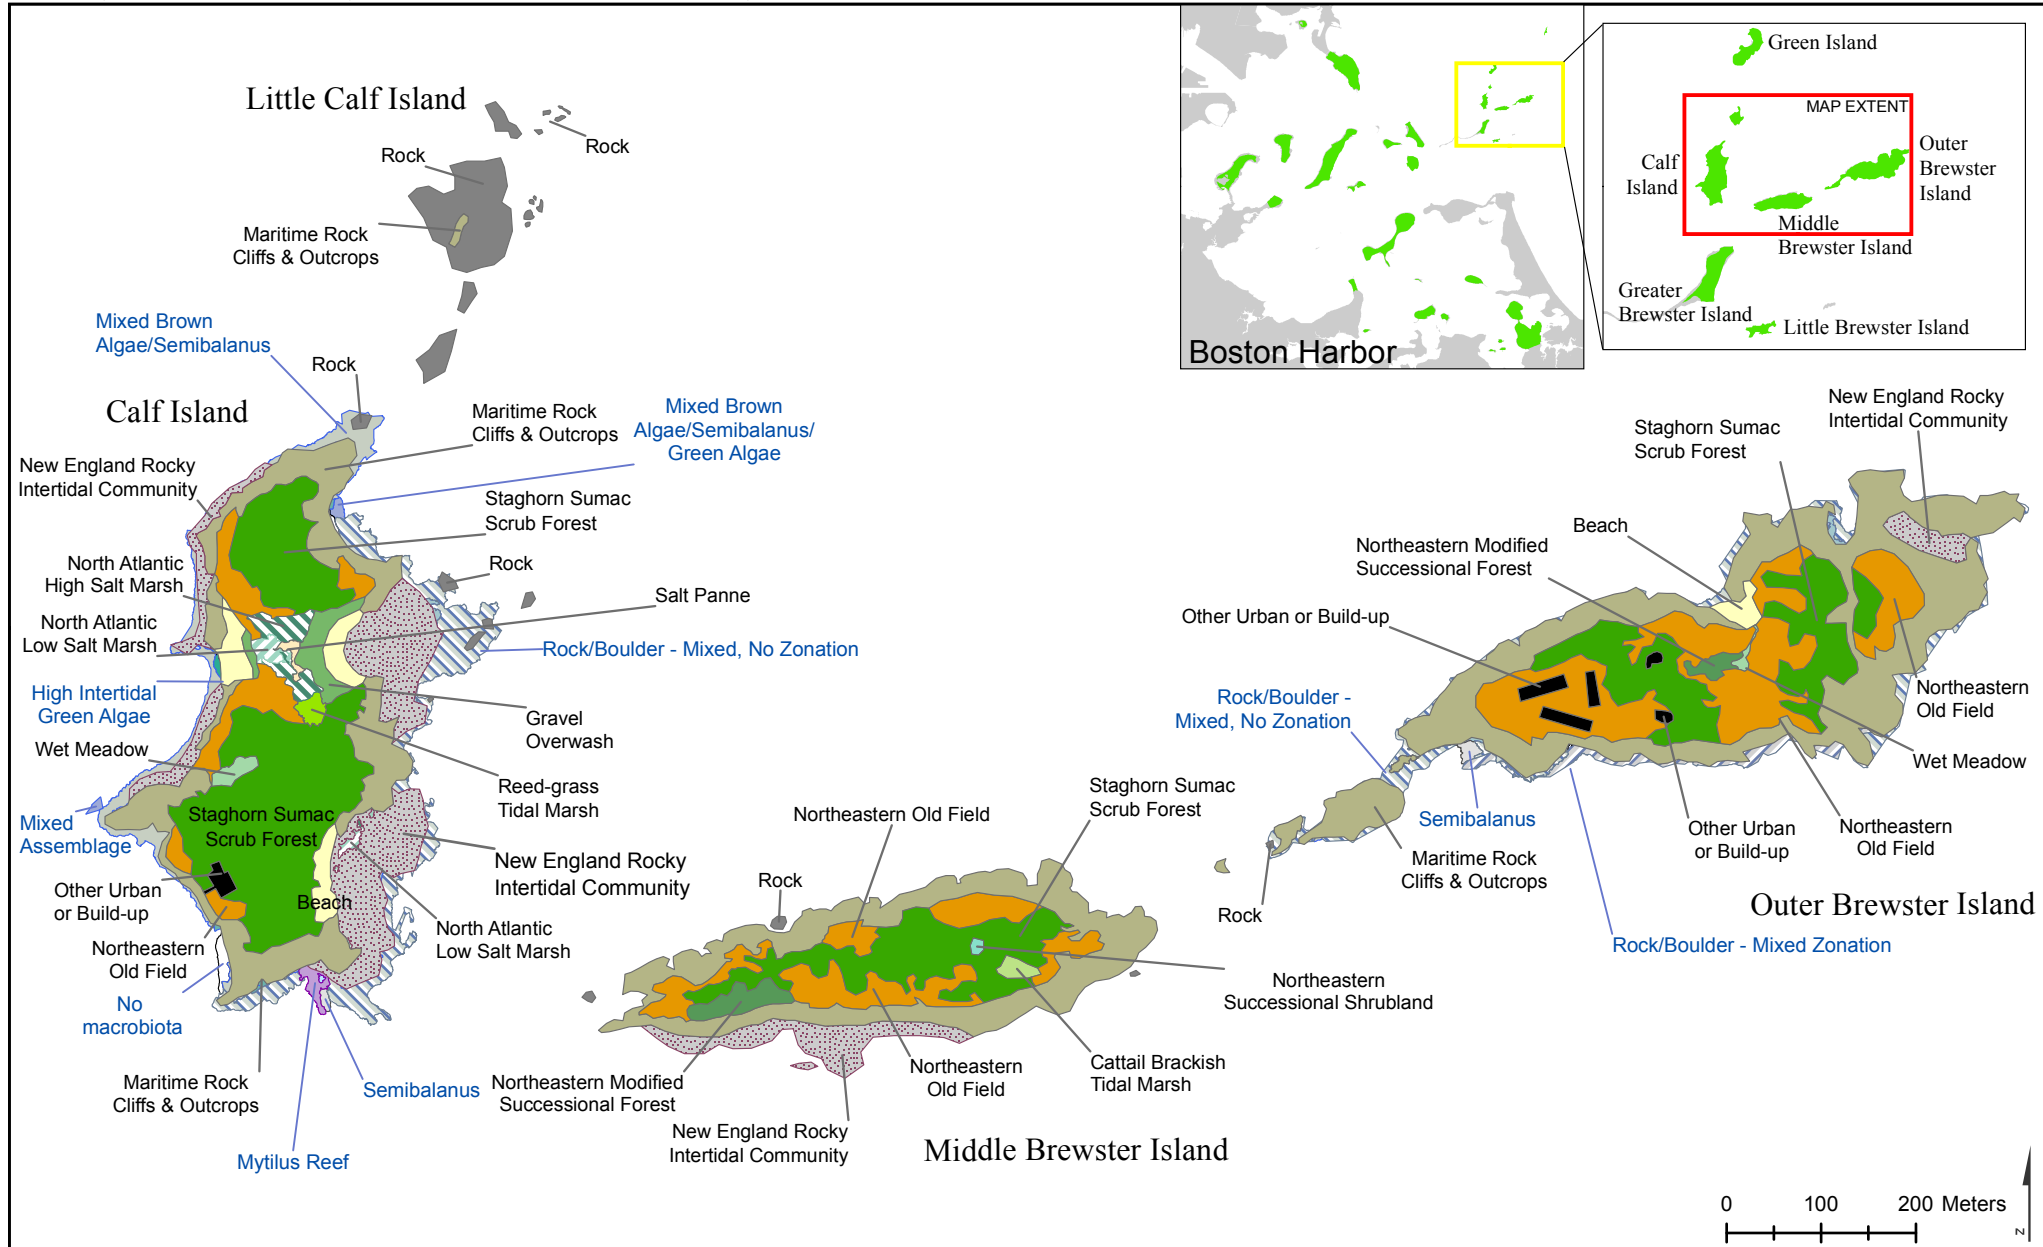 Little Calf Island
Rock
Rock
Maritime Rock
Cliffs & Outcrops
Mixed Brown
Algae/Semibalanus
Rock
Calf Island
Maritime Rock
Cliffs & Outcrops
Mixed Brown
Algae/Semibalanus/
Green Algae
New England Rocky
Intertidal Community
Staghorn Sumac
Scrub Forest
North Atlantic
High Salt Marsh
Rock
Salt Panne
North Atlantic
Low Salt Marsh
Rock/Boulder - Mixed, No Zonation
High Intertidal
Green Algae
Gravel
Overwash
Wet Meadow
Reed-grass
Tidal Marsh
Staghorn Sumac
Scrub Forest
Mixed
Assemblage
New England Rocky
Intertidal Community
Other Urban
or Build-up
Beach
North Atlantic
Low Salt Marsh
Northeastern
Old Field
No
macrobiota
Maritime Rock
Cliffs & Outcrops
Semibalanus
Mytilus Reef
Northeastern Old Field
Staghorn Sumac
Scrub Forest
Rock
Northeastern
Successional Shrubland
Northeastern Modified
Successional Forest
Northeastern
Old Field
Cattail Brackish
Tidal Marsh
New England Rocky
Intertidal Community
Middle Brewster Island
Boston Harbor
Green Island
MAP EXTENT
Calf
Island
Outer
Brewster
Island
Middle
Brewster Island
Greater
Brewster Island
Little Brewster Island
New England Rocky
Intertidal Community
Staghorn Sumac
Scrub Forest
Beach
Northeastern Modified
Successional Forest
Other Urban or Build-up
Rock/Boulder -
Mixed, No Zonation
Northeastern
Old Field
Wet Meadow
Semibalanus
Other Urban
or Build-up
Northeastern
Old Field
Maritime Rock
Cliffs & Outcrops
Rock
Outer Brewster Island
Rock/Boulder - Mixed Zonation
0 100 200 Meters
N